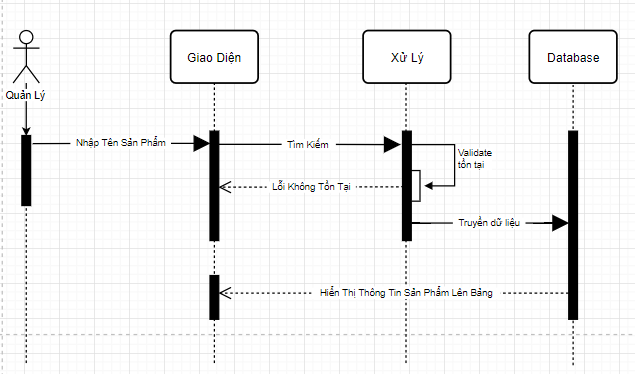 Giao Diện
Xử Lý
Database
Quản Lý
Nhập Tên Sản Phẩm
Tìm Kiếm
Validate
tồn tại
Lỗi Không Tồn Tại
Truyền dữ liệu
Hiển Thị Thông Tin Sản Phẩm Lên Bảng